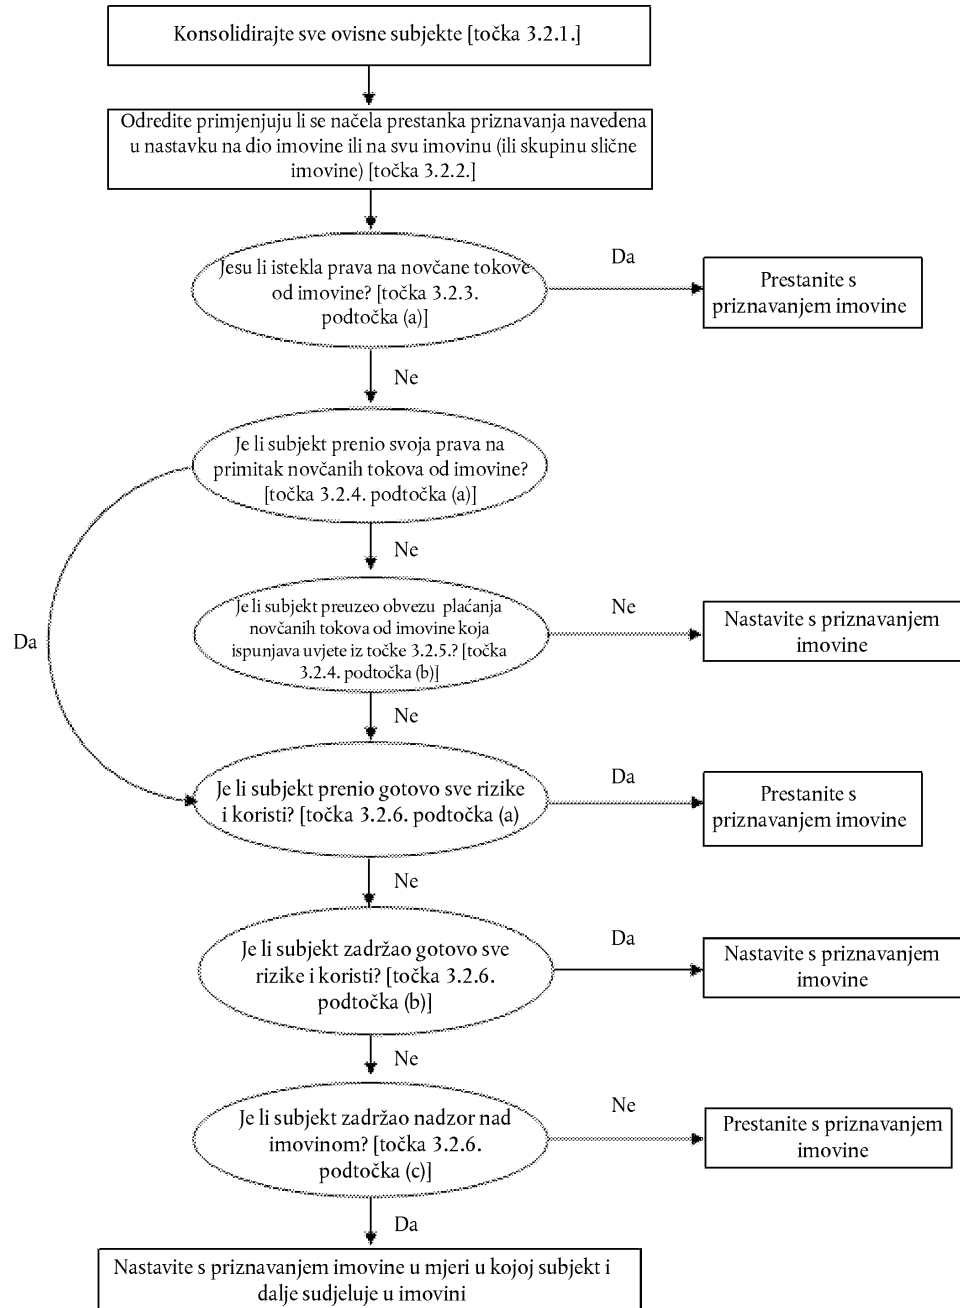 Konsolidirajte sve ovisne subjekte [točka 3.2.1.]
Odredite primjenjuju li se načela prestanka priznavanja navedena
u nastavku na dio imovine ili na svu imovinu (ili skupinu slične
imovine) [točka 3.2.2.]
Jesu li istekla prava na novčane tokove
od imovine? [točka 3.2.3.
podtočka (a)]
Da
Prestanite s
priznavanjem imovine
Ne
Je li subjekt prenio svoja prava na
primitak novčanih tokova od imovine?
[točka 3.2.4. podtočka (a)]
Da
Ne
Je li subjekt preuzeo obvezu plaćanja
novčanih tokova od imovine koja
ispunjava uvjete iz točke 3.2.5.? [točka
3.2.4. podtočka (b)]
Ne
Nastavite s priznavanjem
imovine
Ne
Je li subjekt prenio gotovo sve rizike
i koristi? [točka 3.2.6. podtočka (a)
Da
Prestanite s
priznavanjem imovine
Ne
Je li subjekt zadržao gotovo sve
rizike i koristi? [točka 3.2.6.
podtočka (b)]
Da
Nastavite s priznavanjem
imovine
Ne
Je li subjekt zadržao nadzor nad
imovinom? [točka 3.2.6.
podtočka (c)]
Ne
Prestanite s priznavanjem
imovine
Da
Nastavite s priznavanjem imovine u mjeri u kojoj subjekt i
dalje sudjeluje u imovini